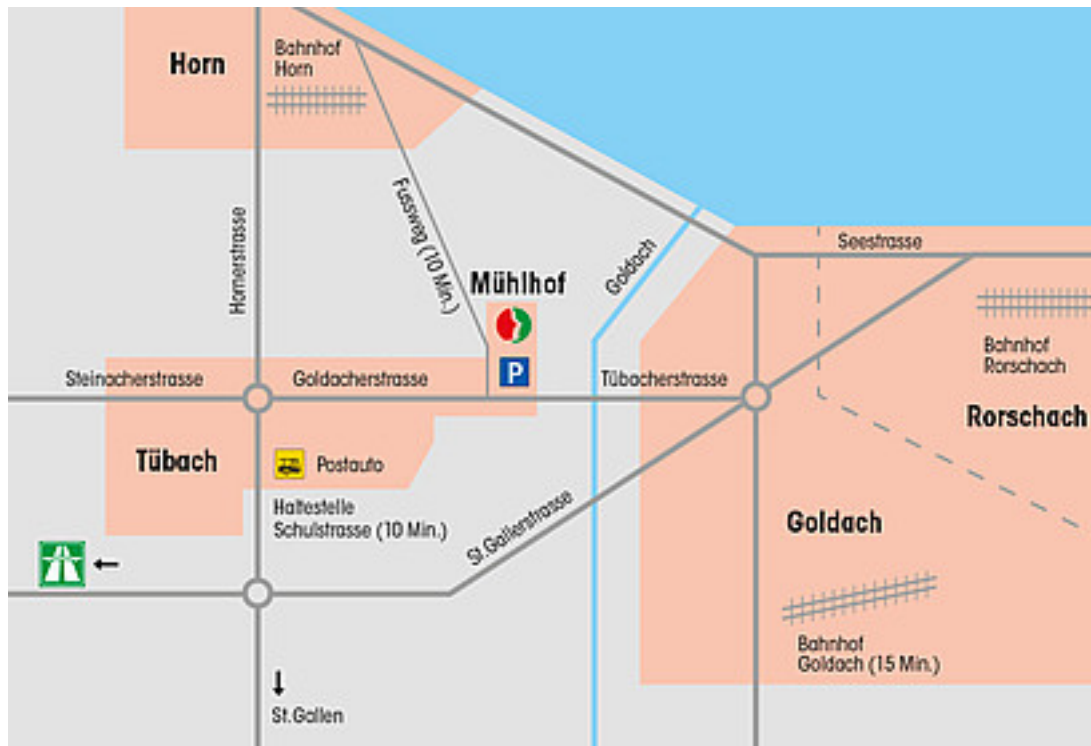 Horn
Bahnhof
Horn
Hornerstrasse
Fussweg (10 Min.)
Mühlhof
P
Goldach
Seestrasse
Bahnhof
Rorschach
Rorschach
Steinacherstrasse
Goldacherstrasse
Tübacherstrasse
Tübach
Postauto
Haltestelle
Schulstrasse (10 Min.)
St.Gallerstrasse
Goldach
Bahnhof
Goldach (15 Min.)
St.Gallen